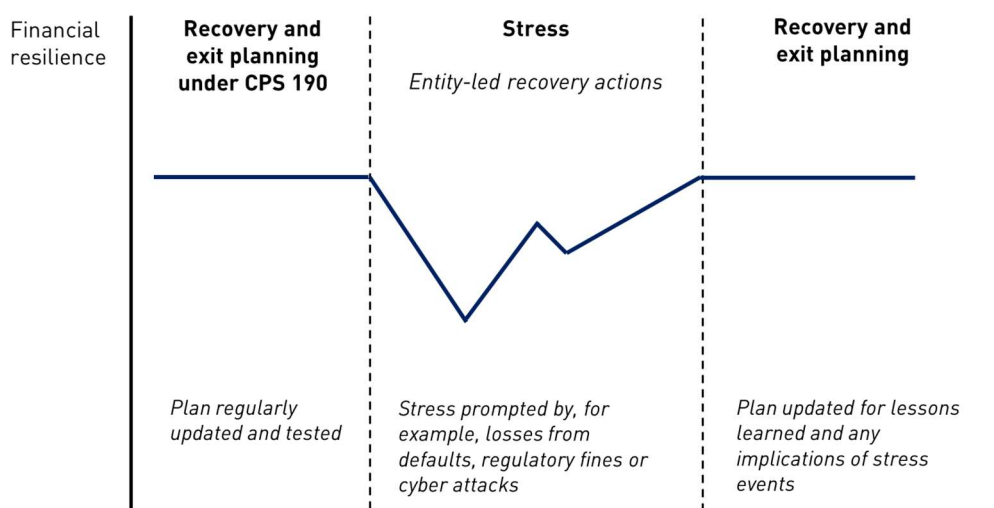 Financial
resilience
Recovery and
exit planning
under CPS 190
Stress
Entity-led recovery actions
Recovery and
exit planning
Plan regularly
updated and tested
Stress prompted by, for
example, losses from
defaults, regulatory fines or
cyber attacks
Plan updated for lessons
learned and any
implications of stress
events